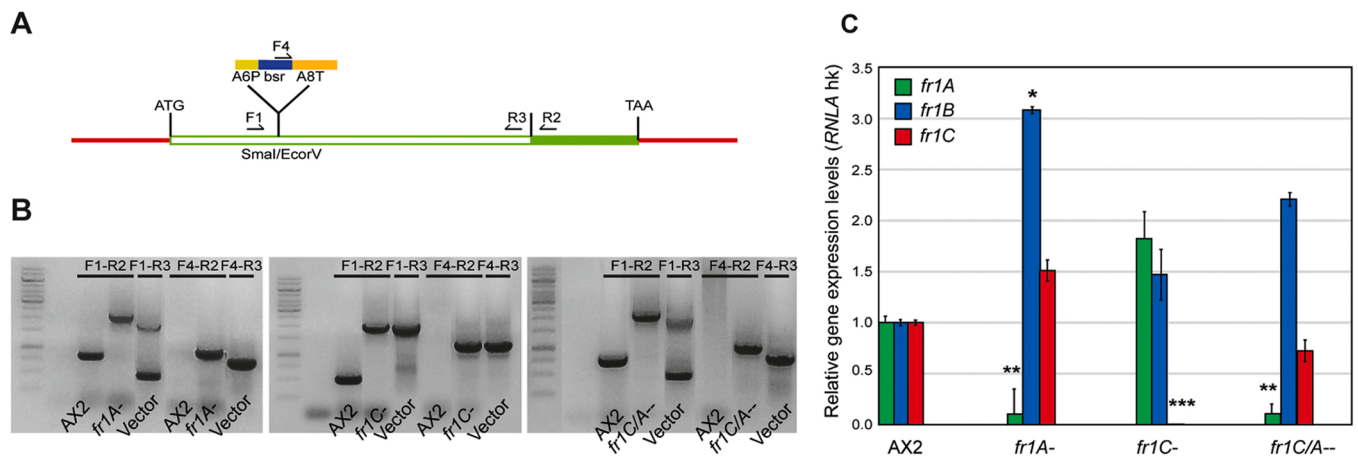 A
F4
A6P bsr A8T
ATG
F1
R3
R2
TAA
SmaI/EcorV
B
F1-R2 F1-R3 F4-R2 F4-R3
AX2 fr1A- Vector AX2 fr1A- Vector
F1-R2 F1-R3 F4-R2 F4-R3
AX2 fr1C- Vector AX2 fr1C- Vector
F1-R2 F1-R3 F4-R2 F4-R3
AX2 fr1C/A-- Vector AX2 fr1C/A-- Vector
C
Relative gene expression levels (RNLA hk)
3.5
3.0
2.5
2.0
1.5
1.0
0.5
0.0
fr1A
fr1B
fr1C
**
*
***
**
AX2 fr1A- fr1C- fr1C/A--